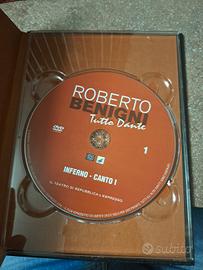 ROBERTO
BENIGNI
Tutto Dante
DVD
1
INFERNO - CANTO I
IL TEATRO DI REPUBBLICA L'ESPRESSO
subito